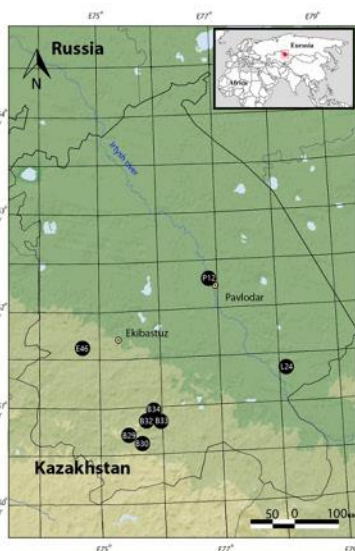 E75° E77° E79°
Russia
Eurasia
Africa
N
Irtysh river
P12
Pavlodar
Ekibastuz
E46
L24
B34
B32 B33
B29
B30
Kazakhstan
50 0 100
E75° E77° E79°